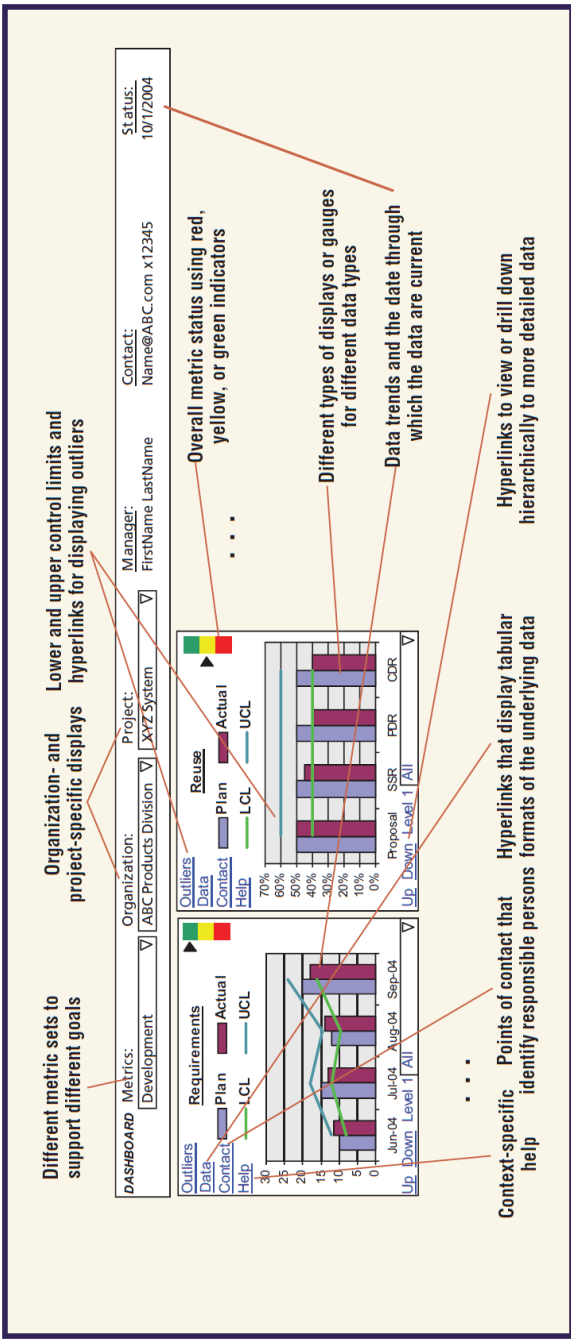 Different metric sets to
support different goals
Organization- and
project-specific displays
Lower and upper control limits and
hyperlinks for displaying outliers
DASHBOARD Metrics:
Development
Organization:
ABC Products Division
Project:
XYZ System
Manager:
FirstName LastName
Contact:
Name@ABC.com x12345
Status:
10/1/2004
Outliers
Data
Contact
Help
Requirements
Plan
Actual
LCL
UCL
30
25
20
15
10
5
0
Jun-04
Jul-04
Aug-04
Sep-04
Up Down Level 1 All
Outliers
Data
Contact
Help
Reuse
Plan
Actual
LCL
UCL
70%
60%
50%
40%
30%
20%
10%
0%
Proposal
SSR
PDR
CDR
Up Down -Level 1 All
. . .
Overall metric status using red,
yellow, or green indicators
Different types of displays or gauges
for different data types
Data trends and the date through
which the data are current
. . .
Context-specific
help
Points of contact that
identify responsible persons
Hyperlinks that display tabular
formats of the underlying data
Hyperlinks to view or drill down
hierarchically to more detailed data